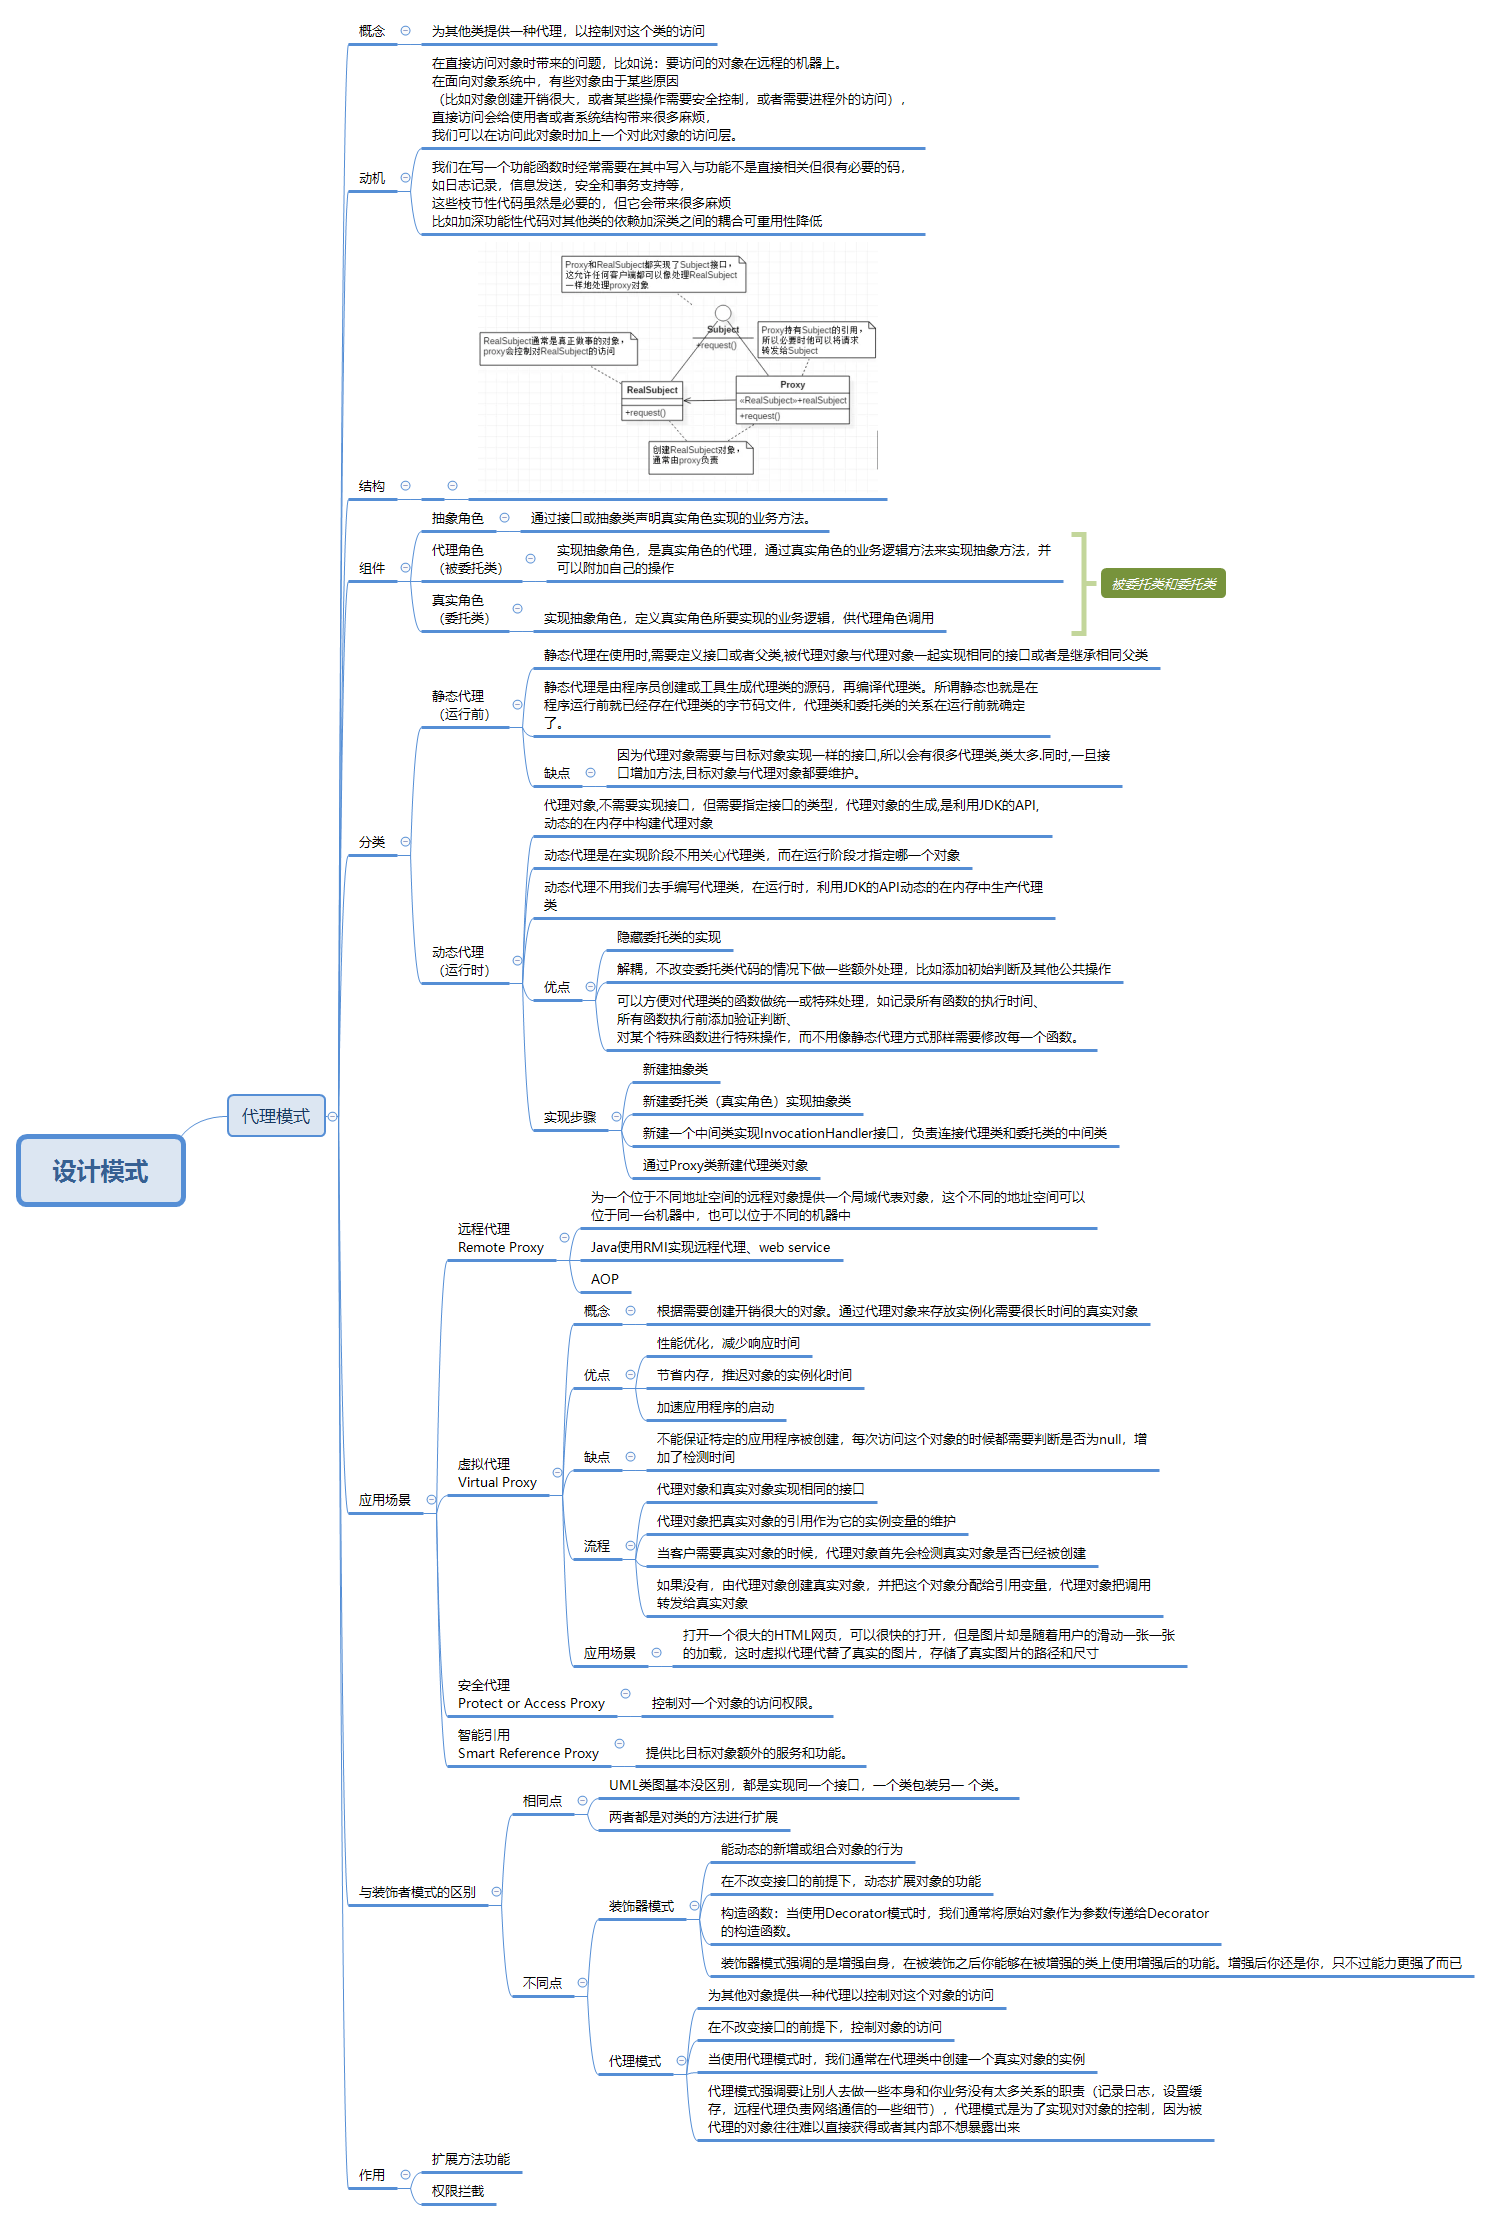 设计模式
代理模式
概念
为其他类提供一种代理，以控制对这个类的访问
动机
在直接访问对象时带来的问题，比如说：要访问的对象在远程的机器上。
在面向对象系统中，有些对象由于某些原因
（比如对象创建开销很大，或者某些操作需要安全控制，或者需要进程外的访问），
直接访问会给使用者或者系统结构带来很多麻烦，
我们可以在访问此对象时加上一个对此对象的访问层。
我们在写一个功能函数时经常需要在其中写入与功能不是直接相关但很有必要的码，
如日志记录，信息发送，安全和事务支持等，
这些枝节性代码虽然是必要的，但它会带来很多麻烦
比如加深功能性代码对其他类的依赖加深类之间的耦合可重用性降低
结构
Proxy和RealSubject都实现了Subject接口，
这允许任何客户端都可以像处理RealSubject
一样地处理proxy对象
Subject
+request()
Proxy持有Subject的引用，
所以必要时他可以将请求
转发给Subject
RealSubject通常是真正做事的对象，
proxy会控制对RealSubject的访问
RealSubject
+request()
Proxy
«RealSubject»+realSubject
+request()
创建RealSubject对象，
通常由proxy负责
组件
抽象角色
通过接口或抽象类声明真实角色实现的业务方法。
代理角色
（被委托类）
实现抽象角色，是真实角色的代理，通过真实角色的业务逻辑方法来实现抽象方法，并
可以附加自己的操作
真实角色
（委托类）
实现抽象角色，定义真实角色所要实现的业务逻辑，供代理角色调用
被委托类和委托类
分类
静态代理
（运行前）
静态代理在使用时,需要定义接口或者父类,被代理对象与代理对象一起实现相同的接口或者是继承相同父类
静态代理是由程序员创建或工具生成代理类的源码，再编译代理类。所谓静态也就是在
程序运行前就已经存在代理类的字节码文件，代理类和委托类的关系在运行前就确定
了。
缺点
因为代理对象需要与目标对象实现一样的接口,所以会有很多代理类,类太多.同时,一旦接
口增加方法,目标对象与代理对象都要维护。
动态代理
（运行时）
代理对象,不需要实现接口，但需要指定接口的类型，代理对象的生成,是利用JDK的API,
动态的在内存中构建代理对象
动态代理是在实现阶段不用关心代理类，而在运行阶段才指定哪一个对象
动态代理不用我们去手编写代理类，在运行时，利用JDK的API动态的在内存中生产代理
类
优点
隐藏委托类的实现
解耦，不改变委托类代码的情况下做一些额外处理，比如添加初始判断及其他公共操作
可以方便对代理类的函数做统一或特殊处理，如记录所有函数的执行时间、
所有函数执行前添加验证判断、
对某个特殊函数进行特殊操作，而不用像静态代理方式那样需要修改每一个函数。
实现步骤
新建抽象类
新建委托类（真实角色）实现抽象类
新建一个中间类实现InvocationHandler接口，负责连接代理类和委托类的中间类
通过Proxy类新建代理类对象
应用场景
远程代理
Remote Proxy
为一个位于不同地址空间的远程对象提供一个局域代表对象，这个不同的地址空间可以
位于同一台机器中，也可以位于不同的机器中
Java使用RMI实现远程代理、web service
AOP
虚拟代理
Virtual Proxy
概念
根据需要创建开销很大的对象。通过代理对象来存放实例化需要很长时间的真实对象
优点
性能优化，减少响应时间
节省内存，推迟对象的实例化时间
加速应用程序的启动
缺点
不能保证特定的应用程序被创建，每次访问这个对象的时候都需要判断是否为null，增
加了检测时间
流程
代理对象和真实对象实现相同的接口
代理对象把真实对象的引用作为它的实例变量的维护
当客户需要真实对象的时候，代理对象首先会检测真实对象是否已经被创建
如果没有，由代理对象创建真实对象，并把这个对象分配给引用变量，代理对象把调用
转发给真实对象
应用场景
打开一个很大的HTML网页，可以很快的打开，但是图片却是随着用户的滑动一张一张
的加载，这时虚拟代理代替了真实的图片，存储了真实图片的路径和尺寸
安全代理
Protect or Access Proxy
控制对一个对象的访问权限。
智能引用
Smart Reference Proxy
提供比目标对象额外的服务和功能。
与装饰者模式的区别
相同点
UML类图基本没区别，都是实现同一个接口，一个类包装另一 个类。
两者都是对类的方法进行扩展
不同点
装饰器模式
能动态的新增或组合对象的行为
在不改变接口的前提下，动态扩展对象的功能
构造函数：当使用Decorator模式时，我们通常将原始对象作为参数传递给Decorator
的构造函数。
装饰器模式强调的是增强自身，在被装饰之后你能够在被增强的类上使用增强后的功能。增强后你还是你，只不过能力更强了而已
代理模式
为其他对象提供一种代理以控制对这个对象的访问
在不改变接口的前提下，控制对象的访问
当使用代理模式时，我们通常在代理类中创建一个真实对象的实例
代理模式强调要让别人去做一些本身和你业务没有太多关系的职责（记录日志，设置缓
存，远程代理负责网络通信的一些细节），代理模式是为了实现对对象的控制，因为被
代理的对象往往难以直接获得或者其内部不想暴露出来
作用
扩展方法功能
权限拦截